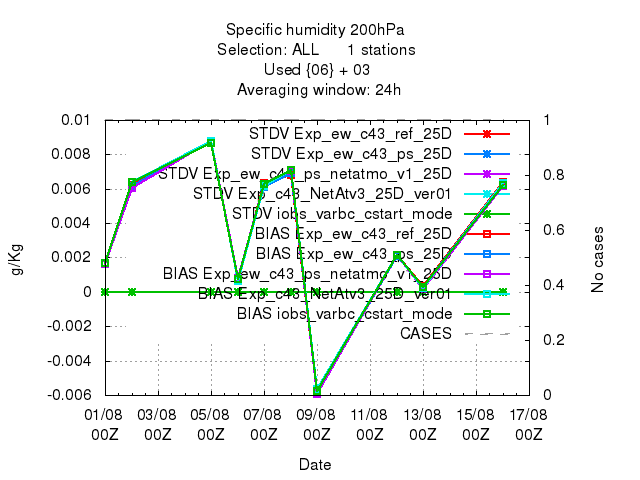 Specific humidity 200hPa
Selection: ALL 1 stations
Used {06} + 03
Averaging window: 24h
g/Kg
0.01
0.008
0.006
0.004
0.002
0
-0.002
-0.004
-0.006
STDV Exp_ew_c43_ref_25D
STDV Exp_ew_c43_ps_25D
STDV Exp_ew_c43_ps_netatmo_v1_25D
STDV Exp_c43_NetAtv3_25D_ver01
STDV iobs_varbc_cstart_mode
BIAS Exp_ew_c43_ref_25D
BIAS Exp_ew_c43_ps_25D
BIAS Exp_ew_c43_ps_netatmo_v1_25D
BIAS Exp_c43_NetAtv3_25D_ver01
BIAS iobs_varbc_cstart_mode
CASES
1
0.8
0.6
0.4
0.2
0
No cases
01/08 03/08 05/08 07/08 09/08 11/08 13/08 15/08 17/08
00Z 00Z 00Z 00Z 00Z 00Z 00Z 00Z 00Z
Date